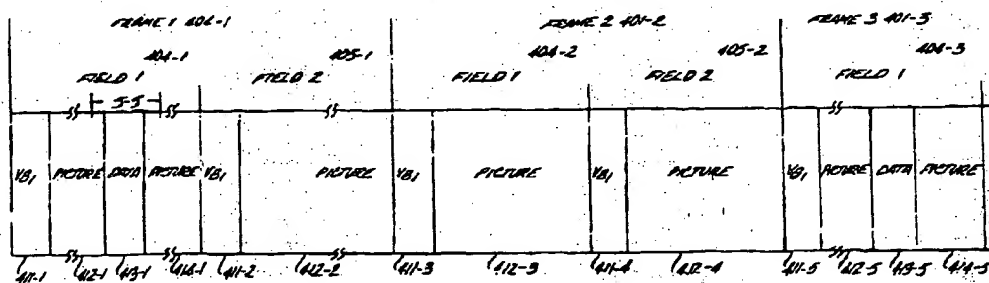 FRAME 1 401-1 FRAME 2 401-2 FRAME 3 401-3
404-1 405-1 404-2 405-2 404-3
FIELD 1 FIELD 2 FIELD 1 FIELD 2 FIELD 1
5-5
VB1 PICTURE DATA PICTURE VB1 PICTURE VB1 PICTURE VB1 PICTURE VB1 PICTURE DATA PICTURE
411-1 412-1 413-1 414-1 411-2 412-2 411-3 412-3 411-4 412-4 411-5 412-5 413-5 414-5